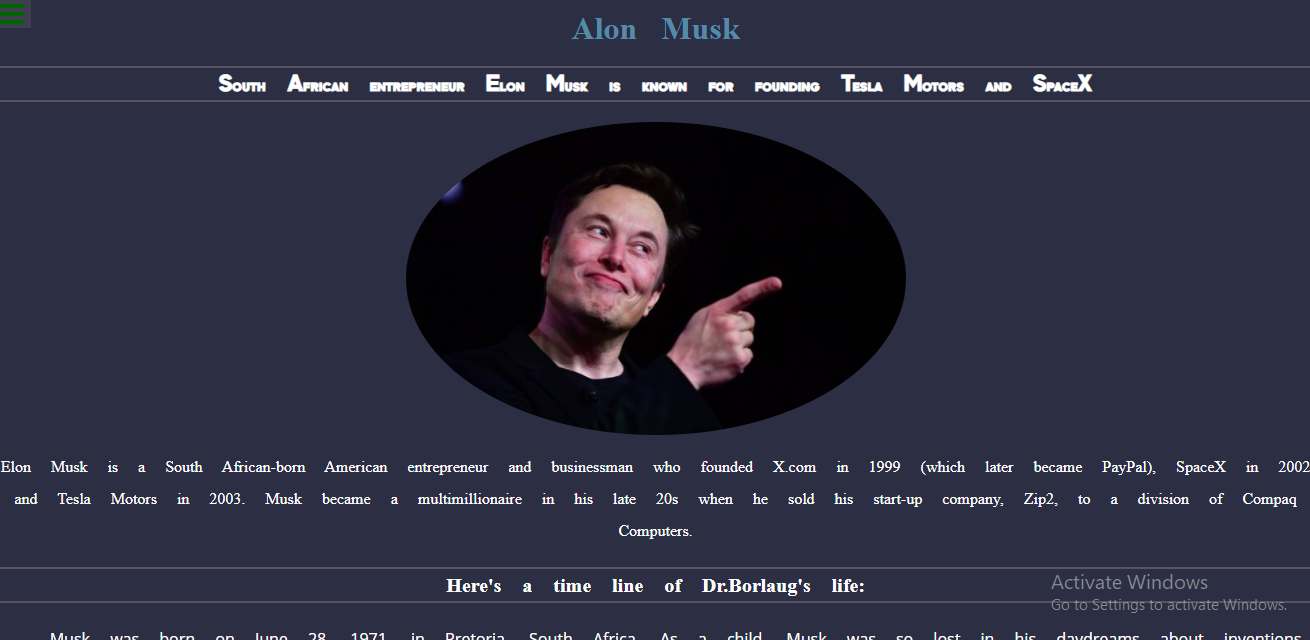 Alon Musk
South African entrepreneur Elon Musk is known for founding Tesla Motors and SpaceX
Elon Musk is a South African-born American entrepreneur and businessman who founded X.com in 1999 (which later became PayPal), SpaceX in 2002
and Tesla Motors in 2003. Musk became a multimillionaire in his late 20s when he sold his start-up company, Zip2, to a division of Compaq
Computers.
Here's a time line of Dr.Borlaug's life:
Activate Windows
Go to Settings to activate Windows.
Musk was born on June 28, 1971, in Pretoria, South Africa. As a child, Musk was so lost in his daydreams about inventions